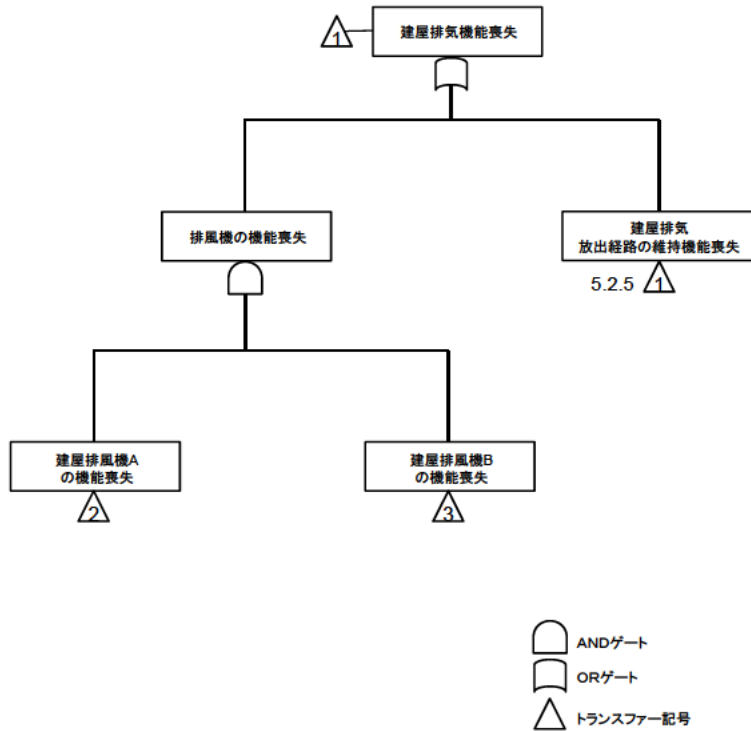 1
建屋排気機能喪失
排風機の機能喪失
建屋排気
放出経路の維持機能喪失
5.2.5
1
建屋排風機A
の機能喪失
2
建屋排風機B
の機能喪失
3
ANDゲート
ORゲート
トランスファー記号